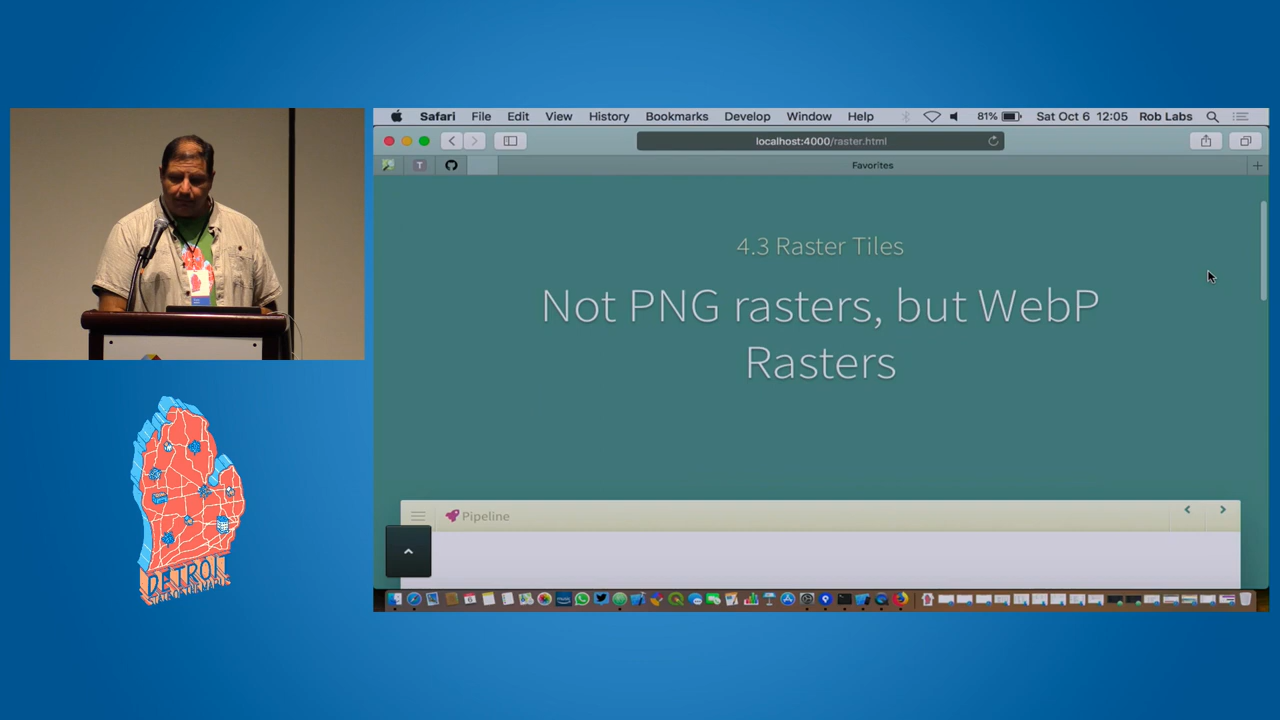 Safari File Edit View History Bookmarks Develop Window Help 81% Sat Oct 6 12:05 Rob Labs
localhost:4000/raster.html
T
Favorites
4.3 Raster Tiles
Not PNG rasters, but WebP
Rasters
Pipeline
DETROIT